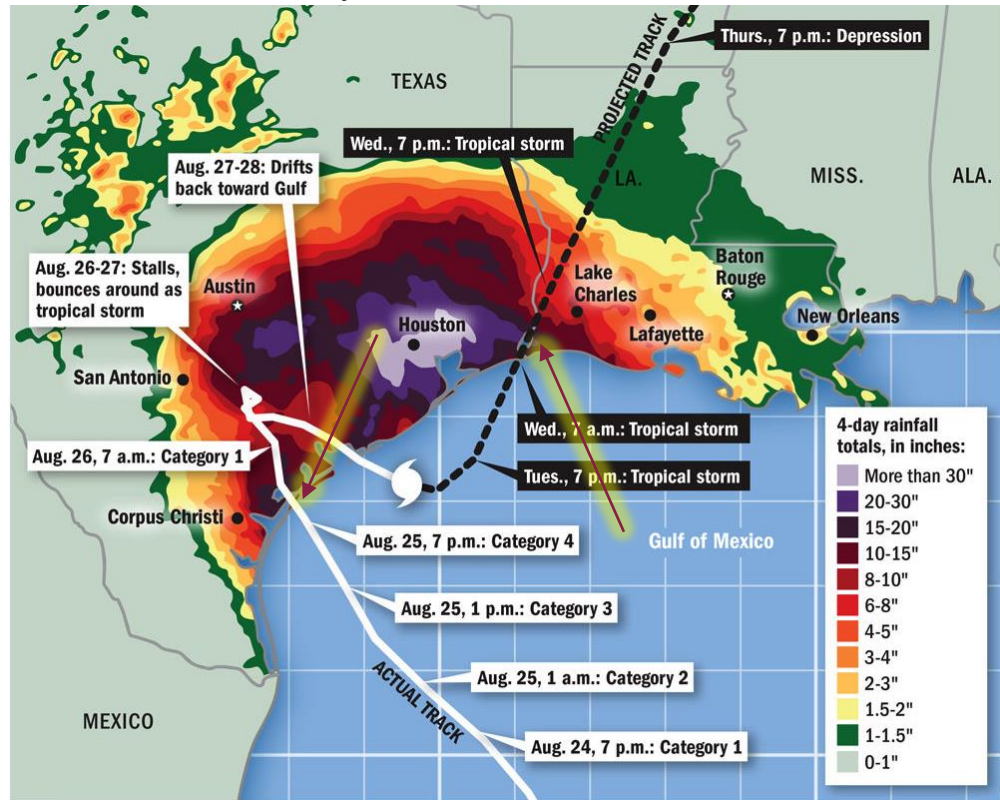 Thurs., 7 p.m.: Depression
PROJECTED TRACK
TEXAS
Wed., 7 p.m.: Tropical storm
Aug. 27-28: Drifts
back toward Gulf
LA.
MISS.
ALA.
Aug. 26-27: Stalls,
bounces around as
tropical storm
Austin
Baton
Rouge
Lake
Charles
Houston
Lafayette
New Orleans
San Antonio
Aug. 26, 7 a.m.: Category 1
Wed., 7 a.m.: Tropical storm
Tues., 7 p.m.: Tropical storm
Corpus Christi
Aug. 25, 7 p.m.: Category 4
Gulf of Mexico
Aug. 25, 1 p.m.: Category 3
Aug. 25, 1 a.m.: Category 2
ACTUAL TRACK
Aug. 24, 7 p.m.: Category 1
MEXICO
4-day rainfall
totals, in inches:
More than 30"
20-30"
15-20"
10-15"
8-10"
6-8"
4-5"
3-4"
2-3"
1.5-2"
1-1.5"
0-1"